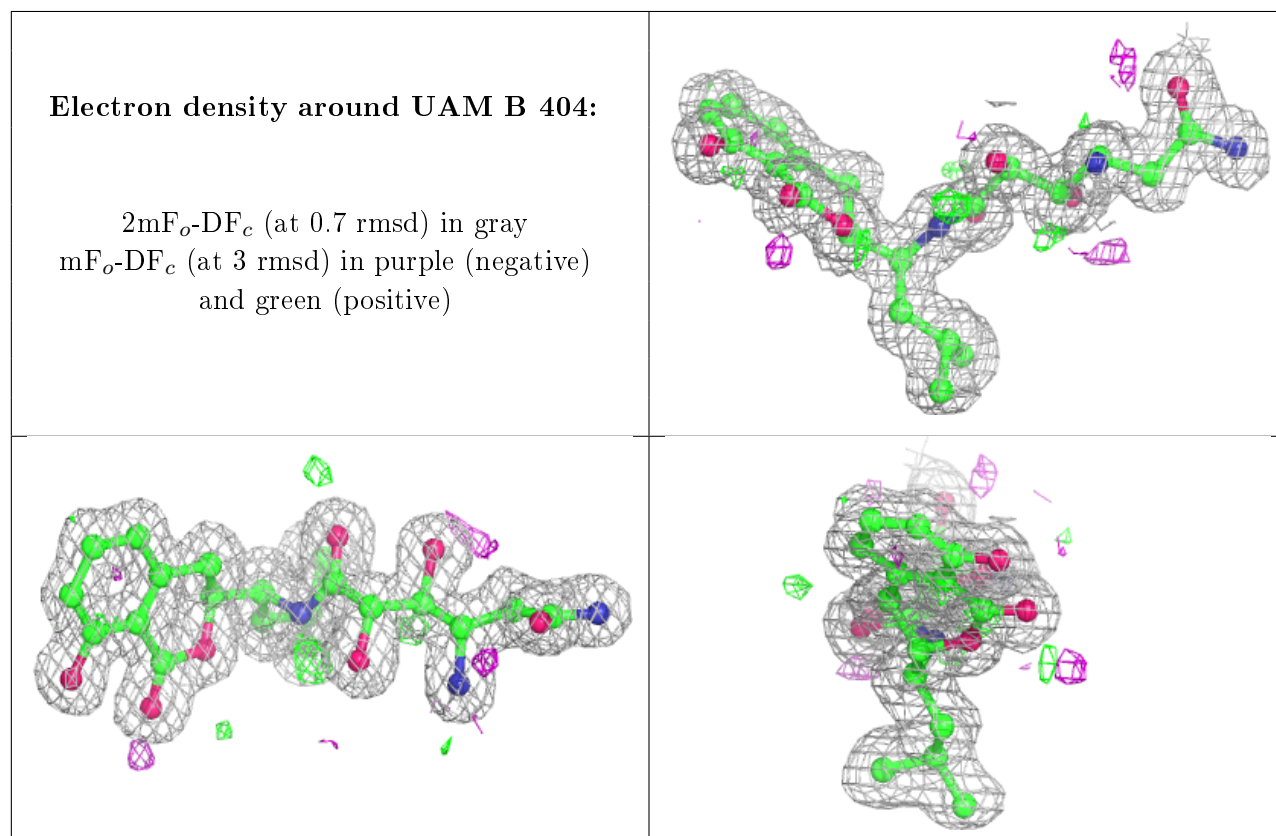 Electron density around UAM B 404:
2mFo-DFc (at 0.7 rmsd) in gray
mFo-DFc (at 3 rmsd) in purple (negative)
and green (positive)